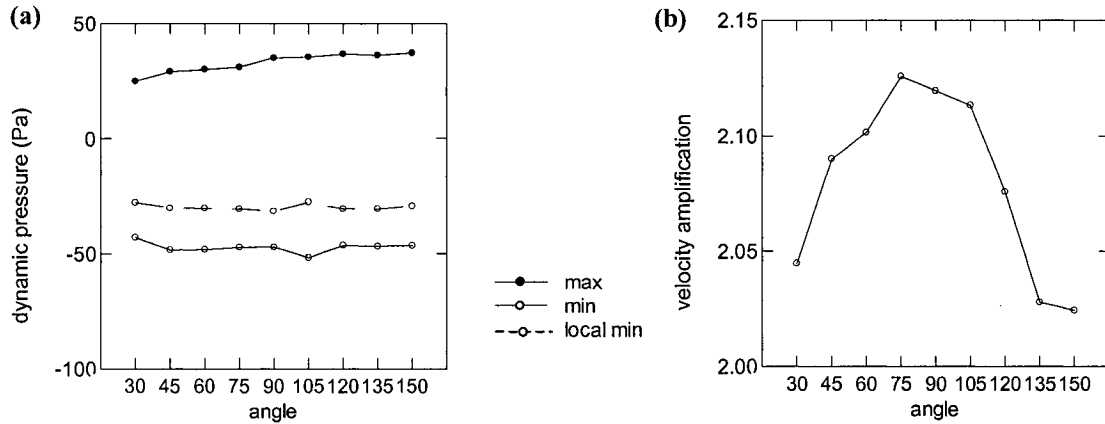 (a)
50
0
-50
-100
dynamic pressure (Pa)
30 45 60 75 90 105 120 135 150
angle
max
min
local min
(b)
2.15
2.10
2.05
2.00
velocity amplification
30 45 60 75 90 105 120 135 150
angle